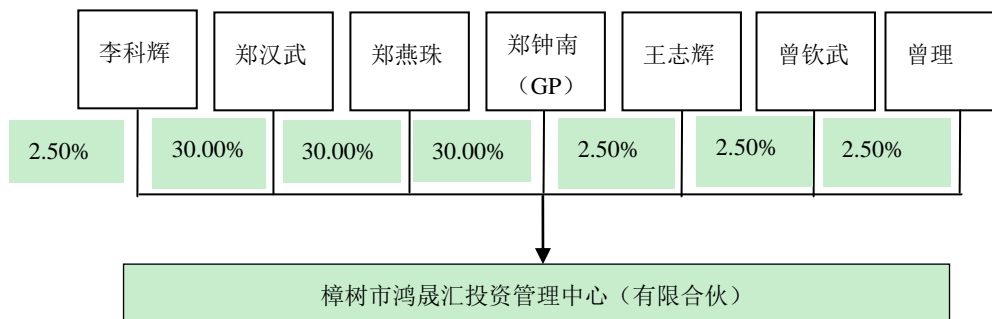 李科辉
郑汉武
郑燕珠
郑钟南
（GP）
王志辉
曾钦武
曾理
2.50%
30.00%
30.00%
30.00%
2.50%
2.50%
2.50%
樟树市鸿晟汇投资管理中心（有限合伙）